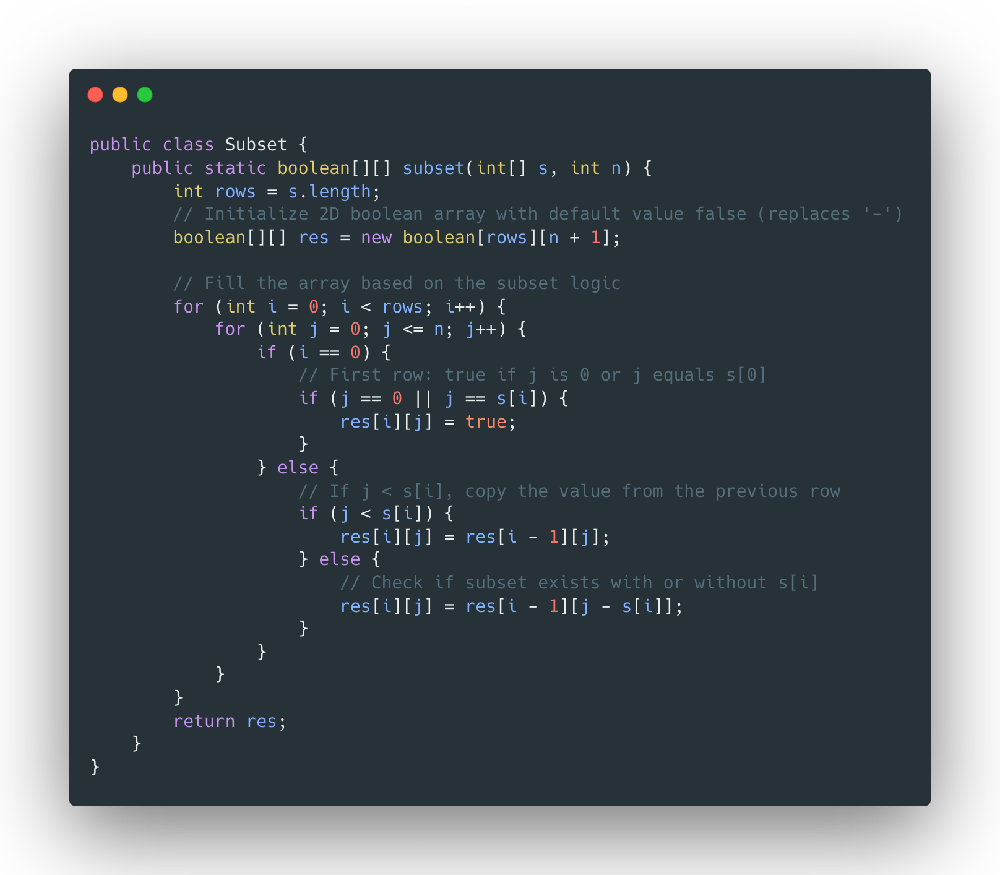 public class Subset {
    public static boolean[][] subset(int[] s, int n) {
        int rows = s.length;
        // Initialize 2D boolean array with default value false (replaces '-')
        boolean[][] res = new boolean[rows][n + 1];

        // Fill the array based on the subset logic
        for (int i = 0; i < rows; i++) {
            for (int j = 0; j <= n; j++) {
                if (i == 0) {
                    // First row: true if j is 0 or j equals s[0]
                    if (j == 0 || j == s[i]) {
                        res[i][j] = true;
                    }
                } else {
                    // If j < s[i], copy the value from the previous row
                    if (j < s[i]) {
                        res[i][j] = res[i - 1][j];
                    } else {
                        // Check if subset exists with or without s[i]
                        res[i][j] = res[i - 1][j - s[i]];
                    }
                }
            }
        }
        return res;
    }
}